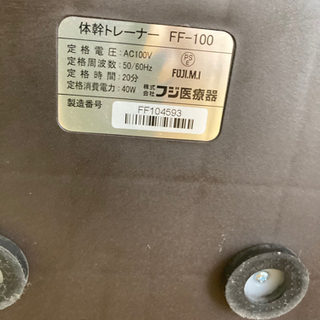 体幹トレーナー FF-100
定格電圧:AC100V
定格周波数:50/60Hz
定格時間:20分
定格消費電力:40W
PS
E
FUJI.M.I
株式会社フジ医療器
製造番号
FF104593